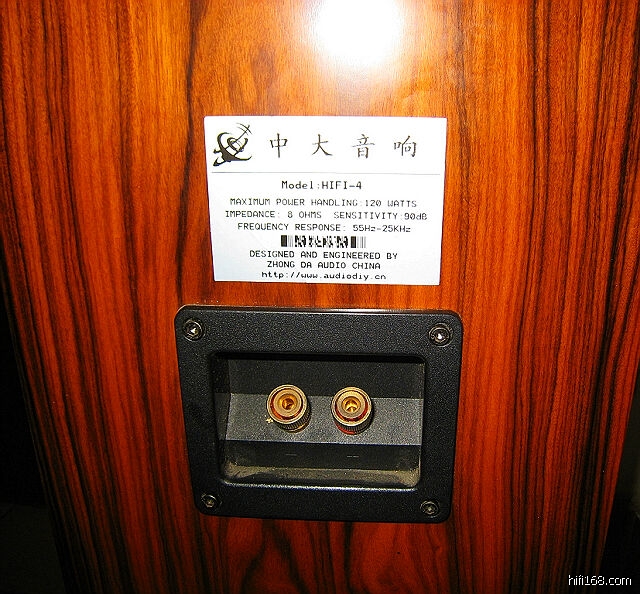 中大音响
Model:HIFI-4
MAXIMUM POWER HANDLING:120 WATTS
IMPEDANCE: 8 OHMS SENSITIVITY:90dB
FREQUENCY RESPONSE: 55Hz-25KHz
DESIGNED AND ENGINEERED BY
ZHONG DA AUDIO CHINA
http://www.audiodiy.cn
hifi168.com